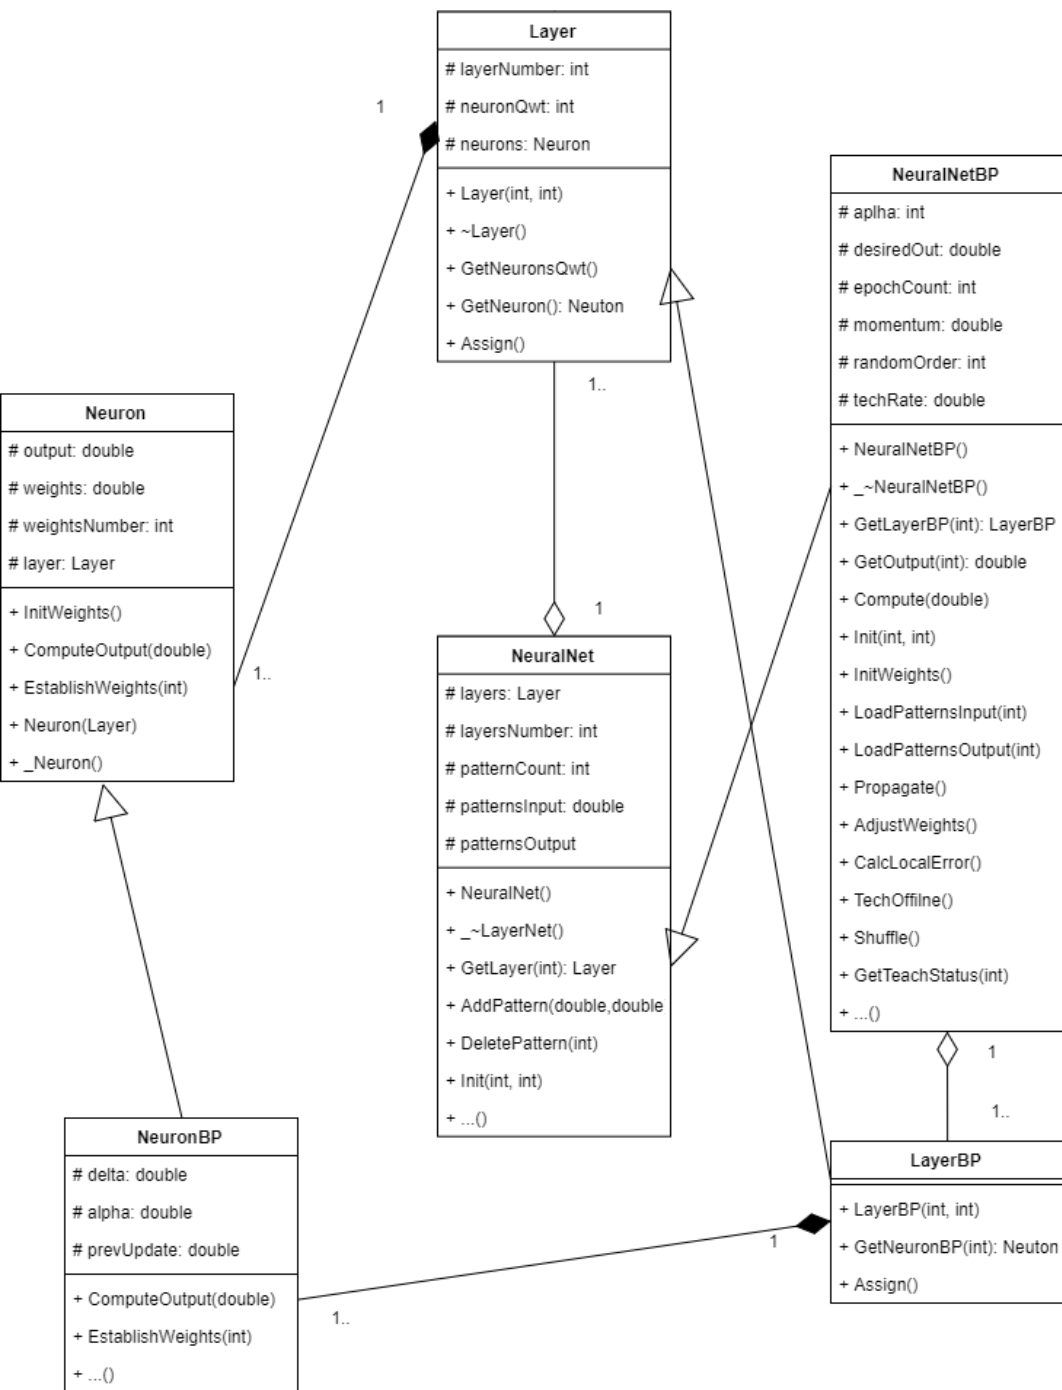 Layer
# layerNumber: int
# neuronQwt: int
# neurons: Neuron
+ Layer(int, int)
+ ~Layer()
+ GetNeuronsQwt()
+ GetNeuron(): Neuton
+ Assign()
1
1..
Neuron
# output: double
# weights: double
# weightsNumber: int
# layer: Layer
+ InitWeights()
+ ComputeOutput(double)
+ EstablishWeights(int)
+ Neuron(Layer)
+ _Neuron()
1..
1
NeuralNet
# layers: Layer
# layersNumber: int
# patternCount: int
# patternsInput: double
# patternsOutput
+ NeuralNet()
+ _~LayerNet()
+ GetLayer(int): Layer
+ AddPattern(double,double
+ DeletePattern(int)
+ Init(int, int)
+ ...()
NeuralNetBP
# aplha: int
# desiredOut: double
# epochCount: int
# momentum: double
# randomOrder: int
# techRate: double
+ NeuralNetBP()
+ _~NeuralNetBP()
+ GetLayerBP(int): LayerBP
+ GetOutput(int): double
+ Compute(double)
+ Init(int, int)
+ InitWeights()
+ LoadPatternsInput(int)
+ LoadPatternsOutput(int)
+ Propagate()
+ AdjustWeights()
+ CalcLocalError()
+ TechOffilne()
+ Shuffle()
+ GetTeachStatus(int)
+ ...()
1
1..
NeuronBP
# delta: double
# alpha: double
# prevUpdate: double
+ ComputeOutput(double)
+ EstablishWeights(int)
+ ...()
1..
1
LayerBP
+ LayerBP(int, int)
+ GetNeuronBP(int): Neuton
+ Assign()